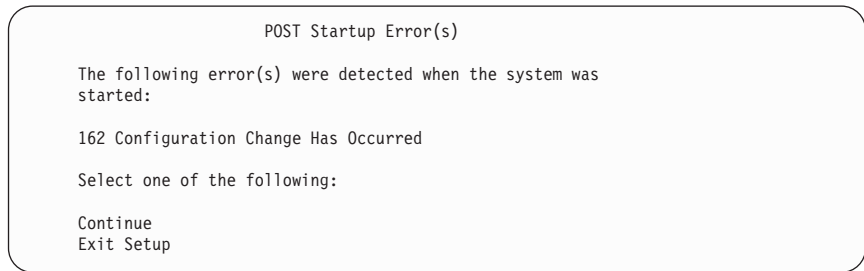 POST Startup Error(s)
The following error(s) were detected when the system was
started:
162 Configuration Change Has Occurred
Select one of the following:
Continue
Exit Setup